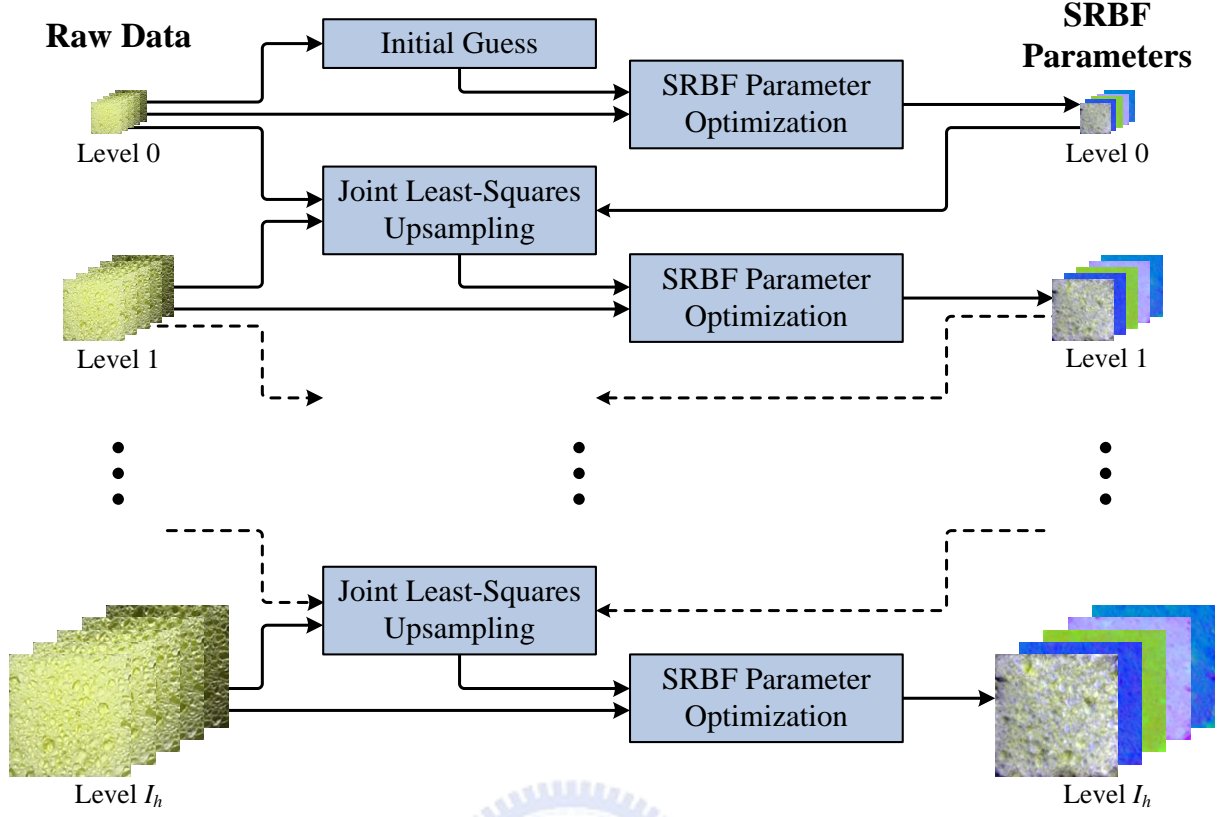 Raw Data
Initial Guess
SRBF
Parameters
SRBF Parameter
Optimization
Level 0
Level 0
Joint Least-Squares
Upsampling
SRBF Parameter
Optimization
Level 1
Level 1
Joint Least-Squares
Upsampling
SRBF Parameter
Optimization
Level I_h
Level I_h